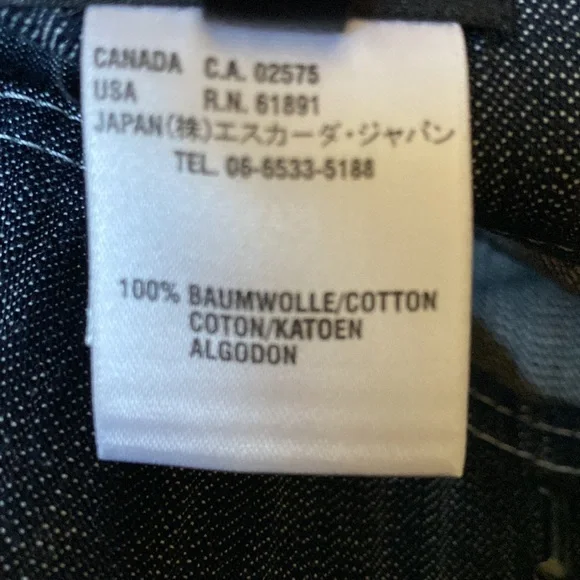 CANADA C.A. 02575
USA R.N. 61891
JAPAN(株)エスカーダ・ジャパン
TEL. 06-6533-5188
100% BAUMWOLLE/COTTON
COTON/KATOEN
ALGODON